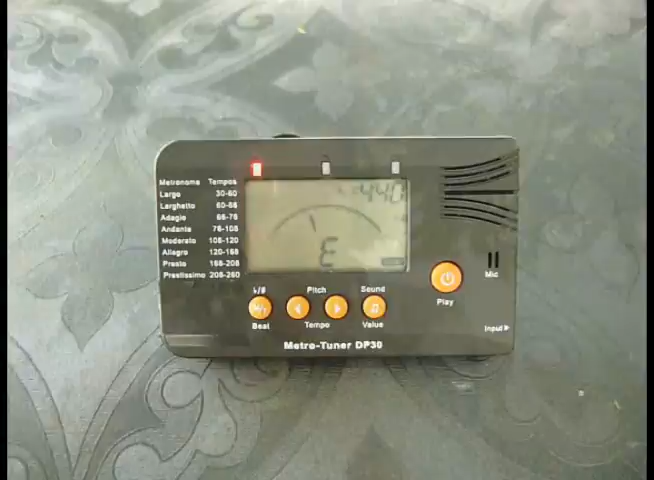 440
Metronome Tempos
Largo 30-60
Larghetto 60-66
Adagio 66-76
Andante 76-108
Moderato 108-120
Allegro 120-168
Presto 168-208
Prestissimo 208-260
E
Mic
♭/# Pitch Sound
Play
Beat Tempo Value
Input
Metro-Tuner DP30